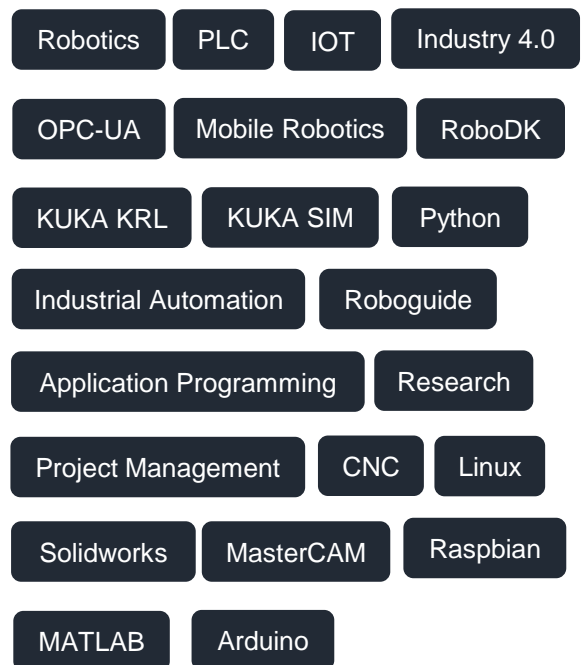 Robotics PLC IOT Industry 4.0
OPC-UA Mobile Robotics RoboDK
KUKA KRL KUKA SIM Python
Industrial Automation Roboguide
Application Programming Research
Project Management CNC Linux
Solidworks MasterCAM Raspbian
MATLAB Arduino